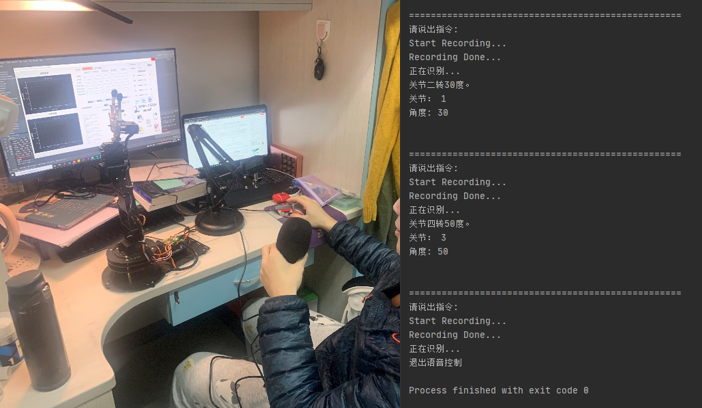 ==================================================
请说出指令:
Start Recording...
Recording Done...
正在识别...
关节二转30度。
关节: 1
角度: 30
==================================================
请说出指令:
Start Recording...
Recording Done...
正在识别...
关节四转50度。
关节: 3
角度: 50
==================================================
请说出指令:
Start Recording...
Recording Done...
正在识别...
退出语音控制
Process finished with exit code 0